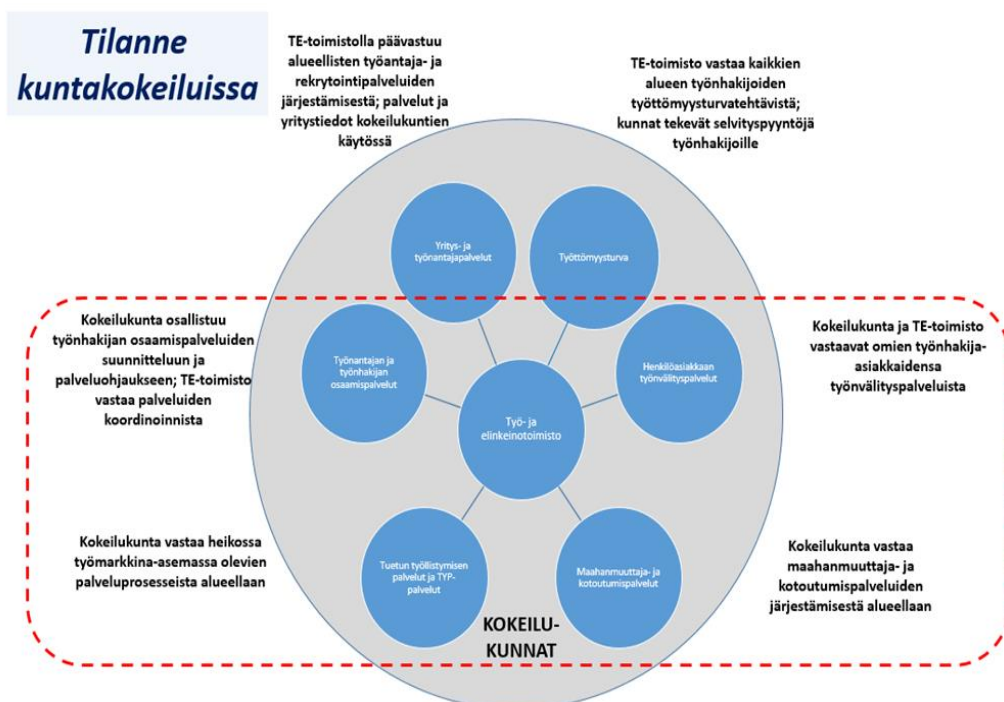 Tilanne
kuntakokeiluissa
TE-toimistolla päävastuu
alueellisten työantaja- ja
rekrytointipalveluiden
järjestämisestä; palvelut ja
yritystiedot kokeilukuntien
käytössä
TE-toimisto vastaa kaikkien
alueen työnhakijoiden
työttömyysturvatehtävistä;
kunnat tekevät selvityspyyntöjä
työnhakijoille
Yritys- ja
työnantajapalvelut
Työttömyysturva
Kokeilukunta osallistuu
työnhakijan osaamispalveluiden
suunnitteluun ja
palveluohjaukseen; TE-toimisto
vastaa palveluiden
koordinoinnista
Työnantajan ja
työnhakijan
osaamispalvelut
Henkilöasiakkaan
työnvälityspalvelut
Kokeilukunta ja TE-toimisto
vastaavat omien työnhakija-
asiakkaidensa
työnvälityspalveluista
Työ- ja
elinkeinotoimisto
Kokeilukunta vastaa heikossa
työmarkkina-asemassa olevien
palveluprosesseista alueellaan
Tuetun työllistymisen
palvelut ja TYP-
palvelut
Maahanmuuttaja- ja
kotoutumispalvelut
Kokeilukunta vastaa
maahanmuuttaja- ja
kotoutumispalveluiden
järjestämisestä alueellaan
KOKEILU-
KUNNAT